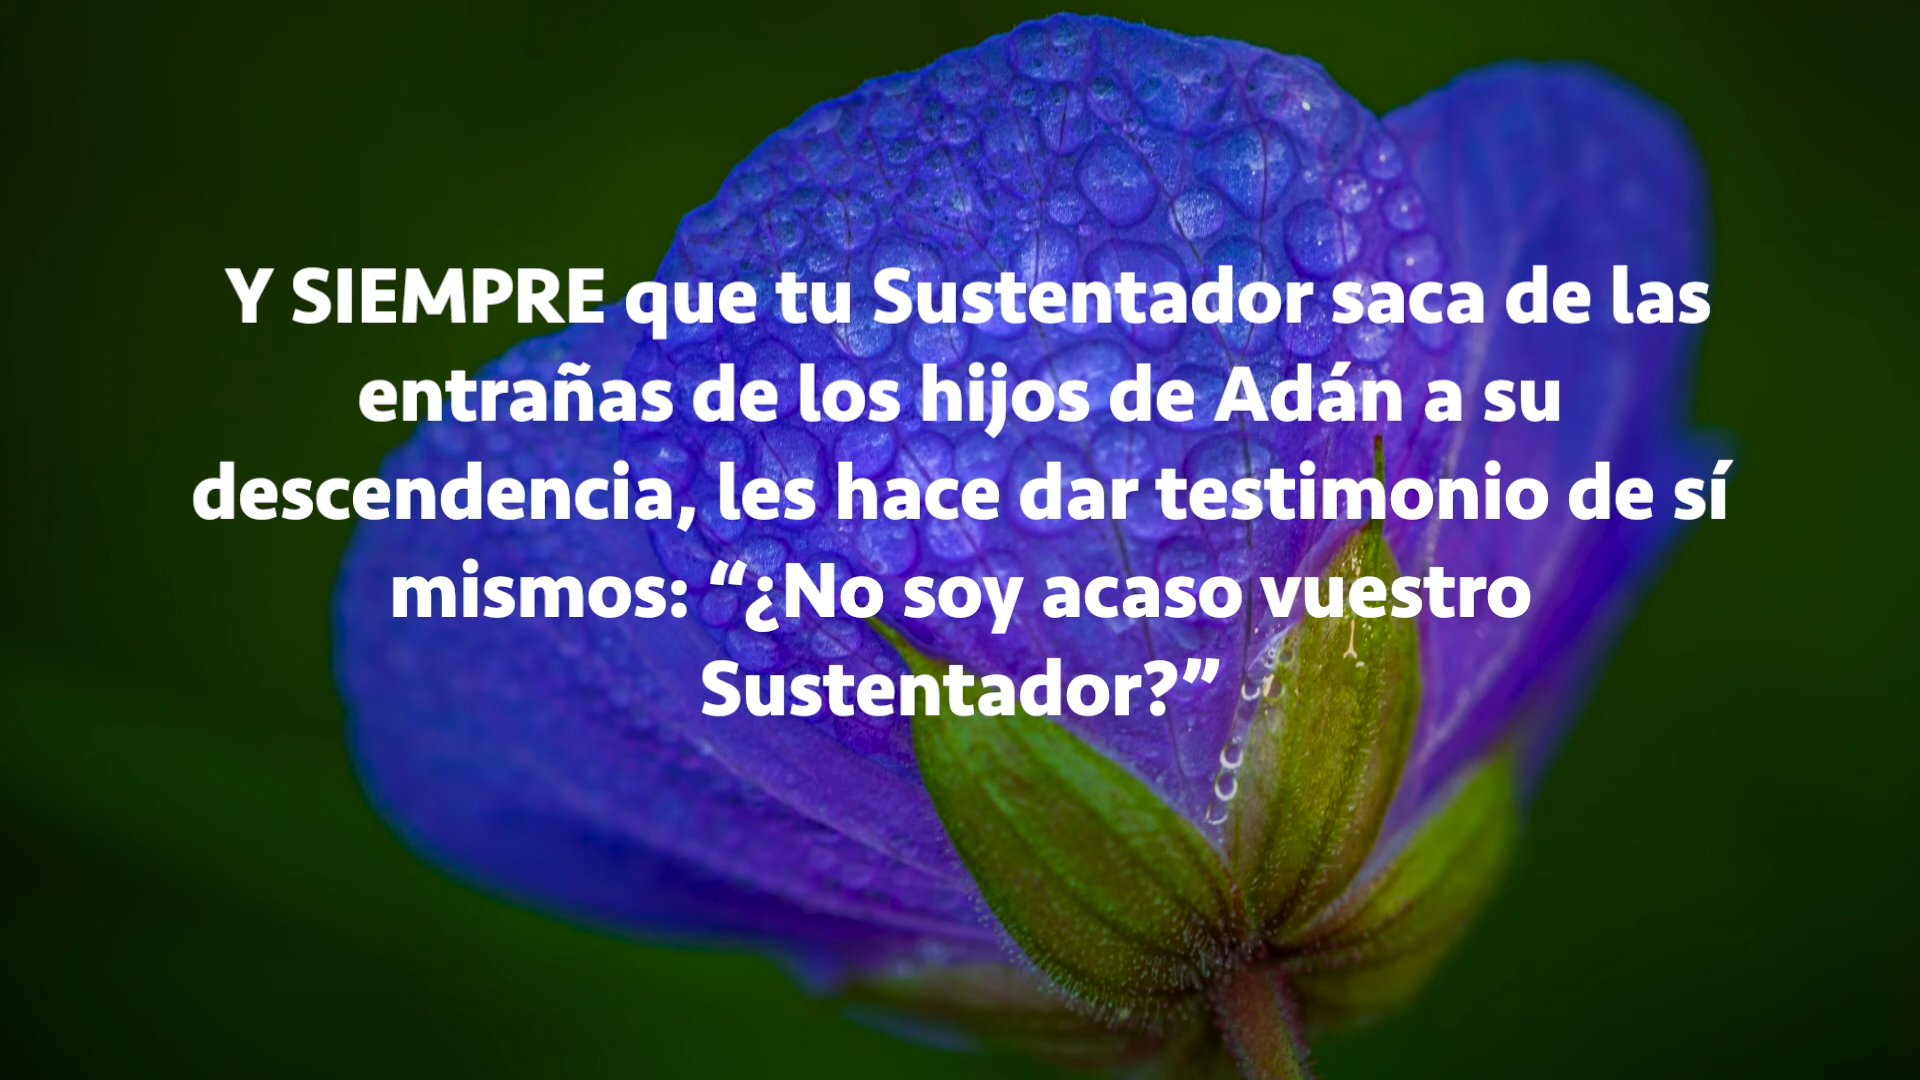 Y SIEMPRE que tu Sustentador saca de las
entrañas de los hijos de Adán a su
descendencia, les hace dar testimonio de sí
mismos: “¿No soy acaso vuestro
Sustentador?”